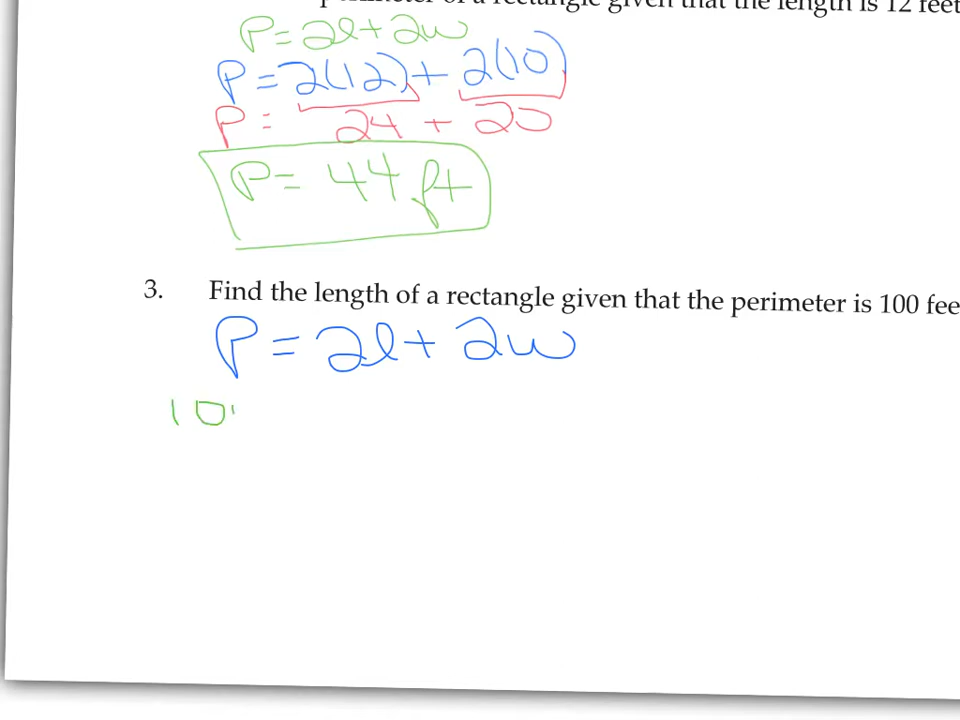 perimeter of a rectangle given that the length is 12 feet
P = 2l + 2w
P = 2(12) + 2(10)
P = 24 + 20
P = 44 ft
3. Find the length of a rectangle given that the perimeter is 100 fee
P = 2l + 2w
10